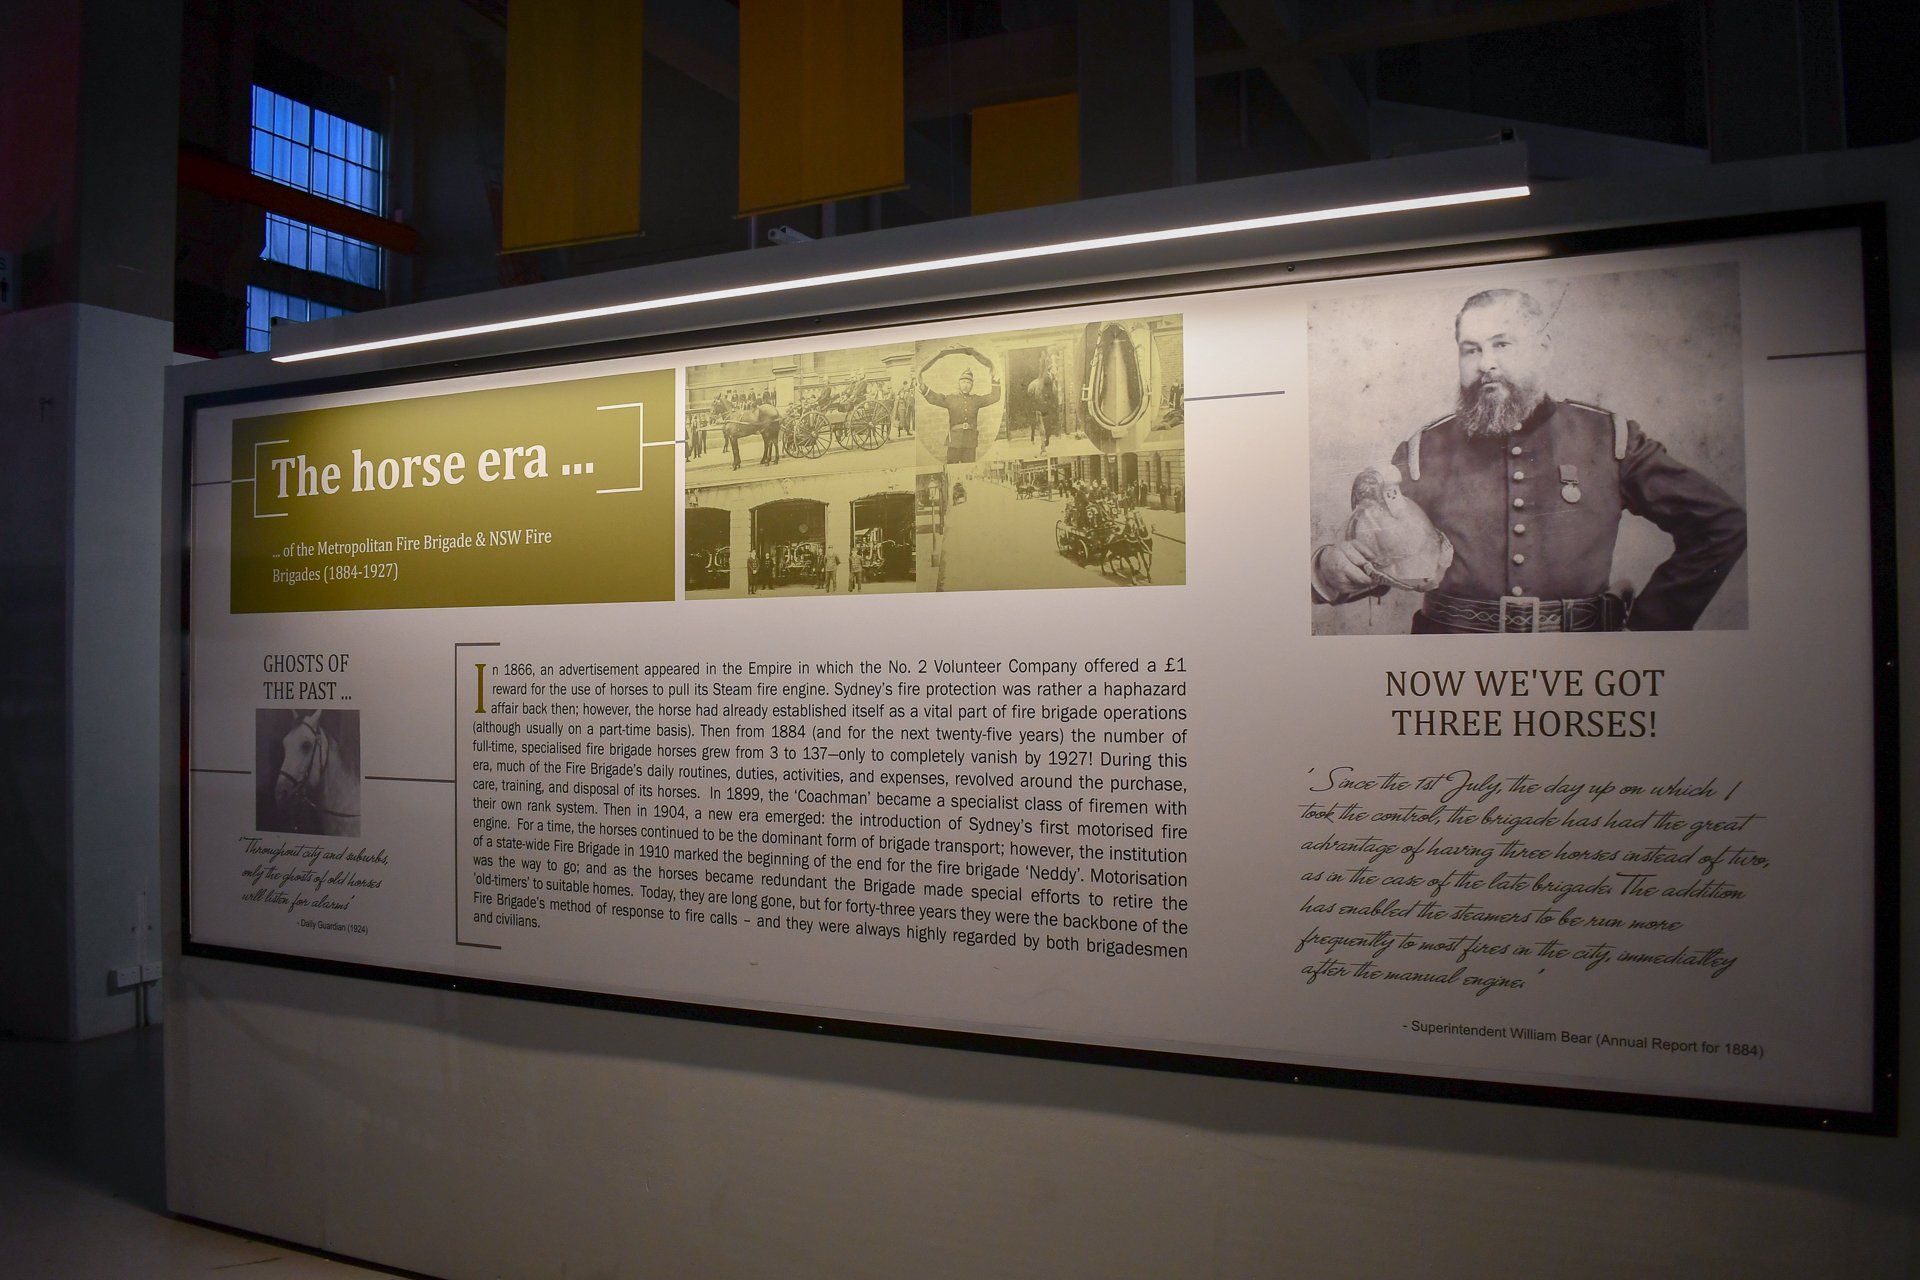 The horse era ...
... of the Metropolitan Fire Brigade & NSW Fire
Brigades (1884-1927)
GHOSTS OF
THE PAST ...
'Throughout city and suburbs,
only the ghosts of old horses
will listen for alarms'
- Daily Guardian (1924)
In 1866, an advertisement appeared in the Empire in which the No. 2 Volunteer Company offered a £1
reward for the use of horses to pull its Steam fire engine. Sydney's fire protection was rather a haphazard
affair back then; however, the horse had already established itself as a vital part of fire brigade operations
(although usually on a part-time basis). Then from 1884 (and for the next twenty-five years) the number of
full-time, specialised fire brigade horses grew from 3 to 137—only to completely vanish by 1927! During this
era, much of the Fire Brigade's daily routines, duties, activities, and expenses, revolved around the purchase,
care, training, and disposal of its horses. In 1899, the 'Coachman' became a specialist class of firemen with
their own rank system. Then in 1904, a new era emerged: the introduction of Sydney's first motorised fire
engine. For a time, the horses continued to be the dominant form of brigade transport; however, the institution
of a state-wide Fire Brigade in 1910 marked the beginning of the end for the fire brigade 'Neddy'. Motorisation
was the way to go; and as the horses became redundant the Brigade made special efforts to retire the
'old-timers' to suitable homes. Today, they are long gone, but for forty-three years they were the backbone of the
Fire Brigade's method of response to fire calls – and they were always highly regarded by both brigadesmen
and civilians.
NOW WE'VE GOT
THREE HORSES!
'Since the 1st July, the day up on which I
took the control, the brigade has had the great
advantage of having three horses instead of two,
as in the case of the late brigade. The addition
has enabled the steamers to be run more
frequently to most fires in the city, immediatley
after the manual engine.'
- Superintendent William Bear (Annual Report for 1884)